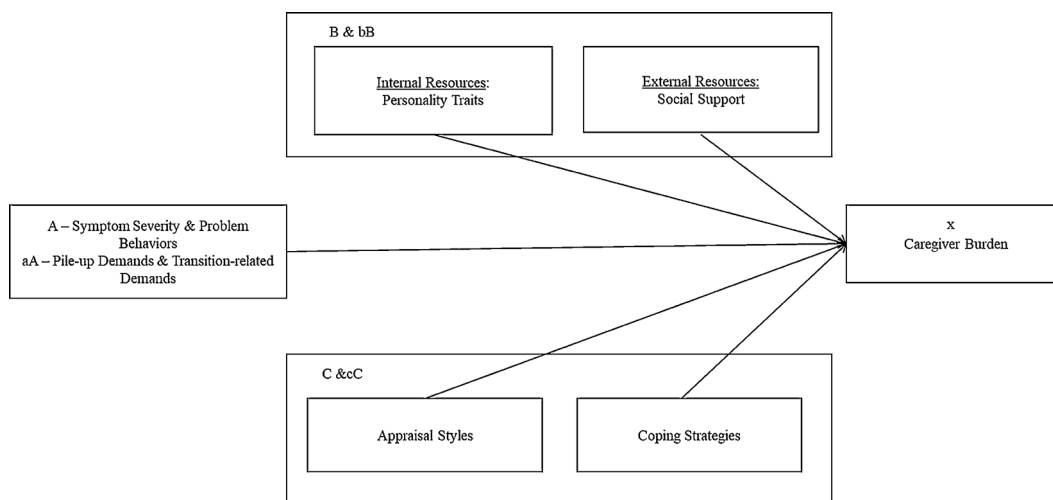 B & bB
Internal Resources:
Personality Traits
External Resources:
Social Support
A – Symptom Severity & Problem
Behaviors
aA – Pile-up Demands & Transition-related
Demands
x
Caregiver Burden
C &cC
Appraisal Styles
Coping Strategies